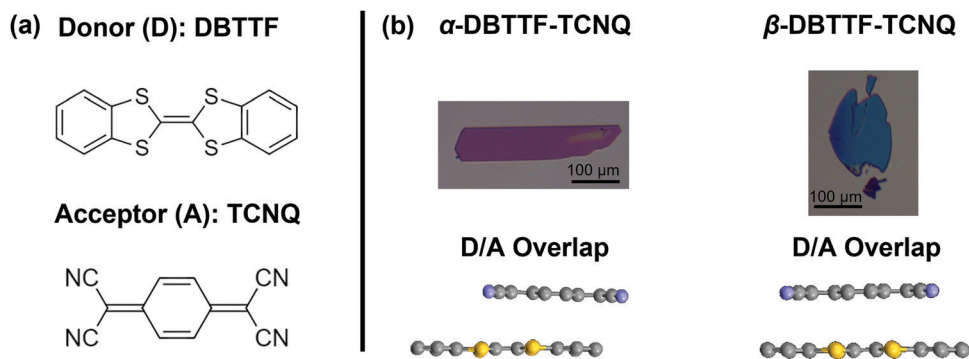 (a) Donor (D): DBTTF
S S
S S
Acceptor (A): TCNQ
NC CN
NC CN
(b) α-DBTTF-TCNQ
100 µm
D/A Overlap
β-DBTTF-TCNQ
100 µm
D/A Overlap